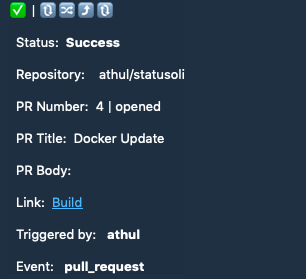 ✅ | 🔃🔀⤴️🔃
Status: Success
Repository: athul/statusoli
PR Number: 4 | opened
PR Title: Docker Update
PR Body:
Link: Build
Triggered by: athul
Event: pull_request